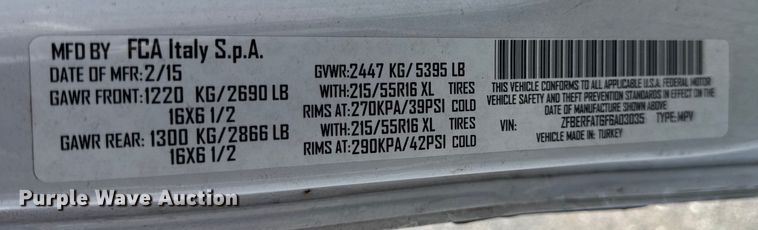 MFD BY FCA Italy S.p.A.
DATE OF MFR: 2/15
GVWR: 2447 KG/ 5395 LB
GAWR FRONT: 1220 KG/2690 LB
WITH: 215/55R16 XL TIRES
16X6 1/2
RIMS AT: 270KPA/39PSI COLD
GAWR REAR: 1300 KG/2866 LB
WITH: 215/55R16 XL TIRES
16X6 1/2
RIMS AT: 290KPA/42PSI COLD
THIS VEHICLE CONFORMS TO ALL APPLICABLE U.S.A. FEDERAL MOTOR
VEHICLE SAFETY AND THEFT PREVENTION STANDARDS IN EFFECT ON THE
DATE OF MANUFACTURE SHOWN ABOVE
VIN: ZFBERFAT6F6A03035 TYPE: MPV
MADE IN: TURKEY
Purple Wave Auction